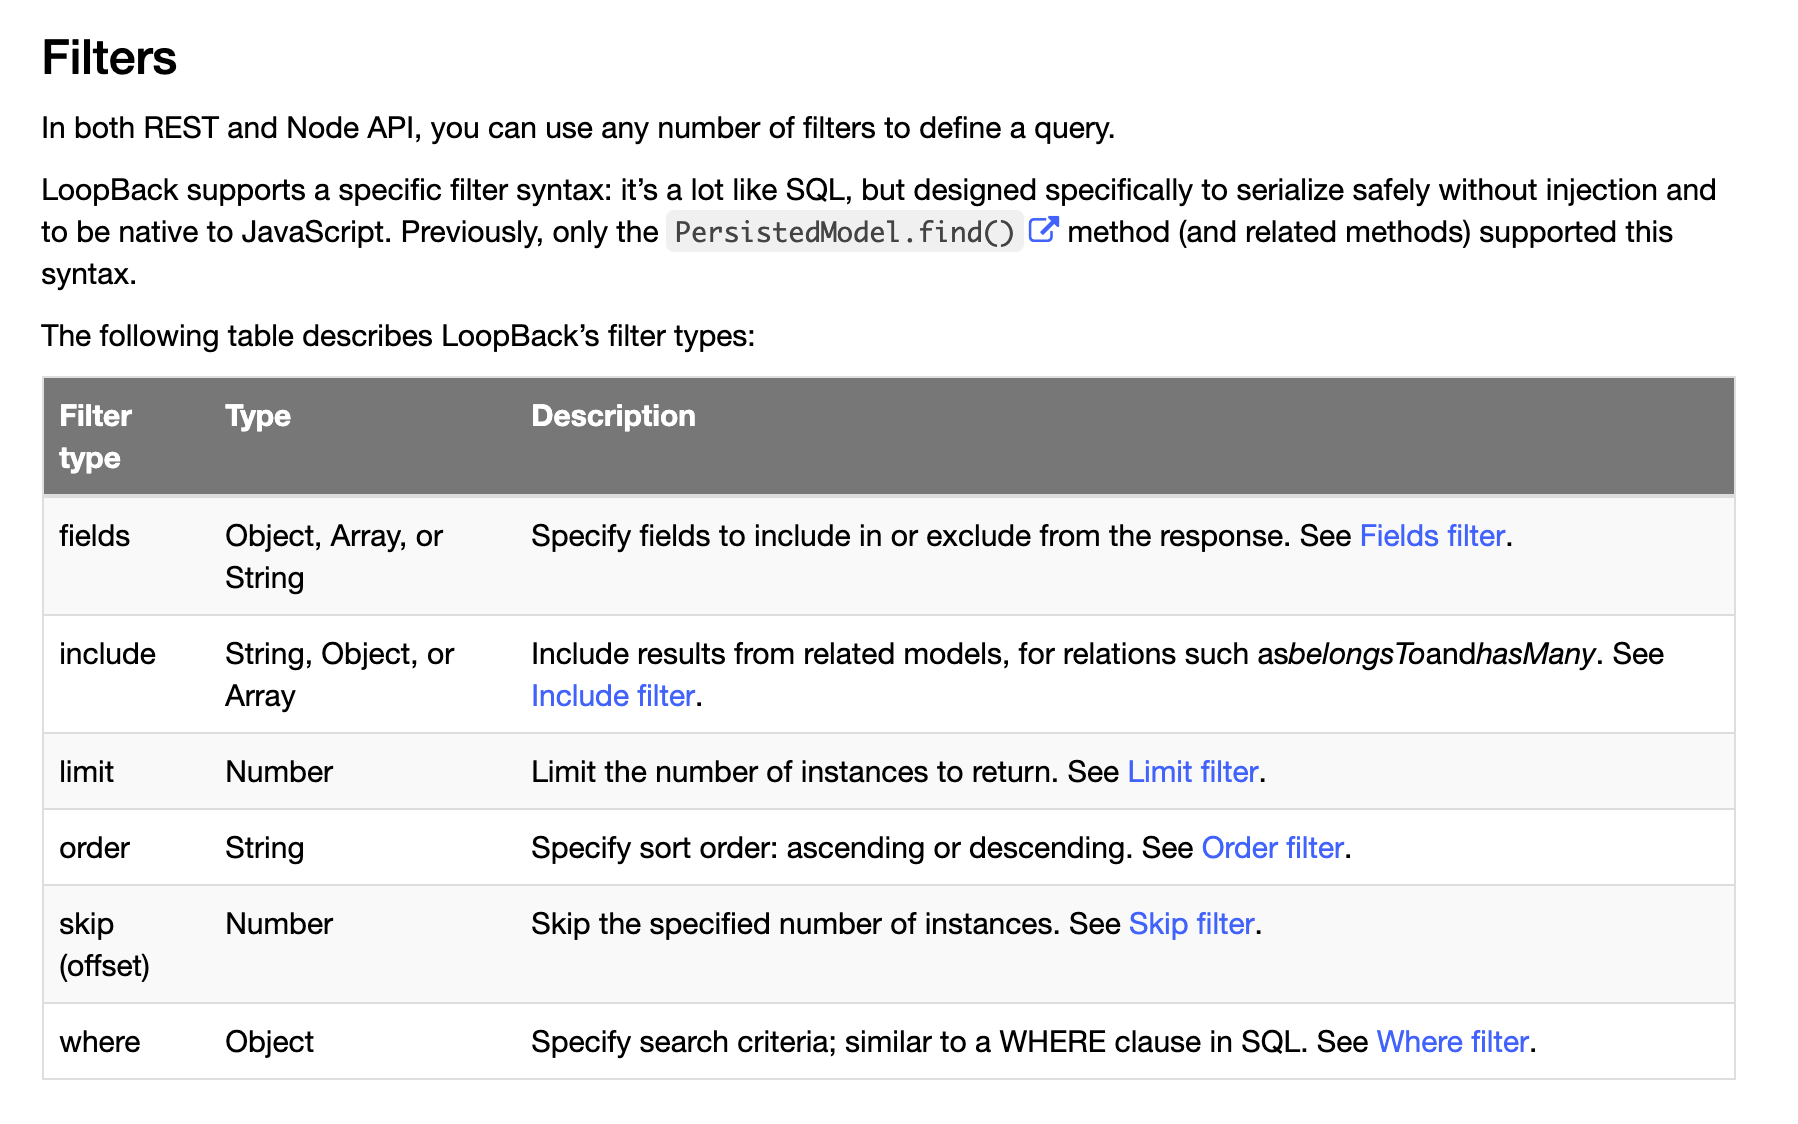 Filters
In both REST and Node API, you can use any number of filters to define a query.
LoopBack supports a specific filter syntax: it’s a lot like SQL, but designed specifically to serialize safely without injection and
to be native to JavaScript. Previously, only the PersistedModel.find() method (and related methods) supported this
syntax.
The following table describes LoopBack’s filter types:
Filter type Type Description
fields Object, Array, or String Specify fields to include in or exclude from the response. See Fields filter.
include String, Object, or Array Include results from related models, for relations such asbelongsToandhasMany. See
Include filter.
limit Number Limit the number of instances to return. See Limit filter.
order String Specify sort order: ascending or descending. See Order filter.
skip (offset) Number Skip the specified number of instances. See Skip filter.
where Object Specify search criteria; similar to a WHERE clause in SQL. See Where filter.